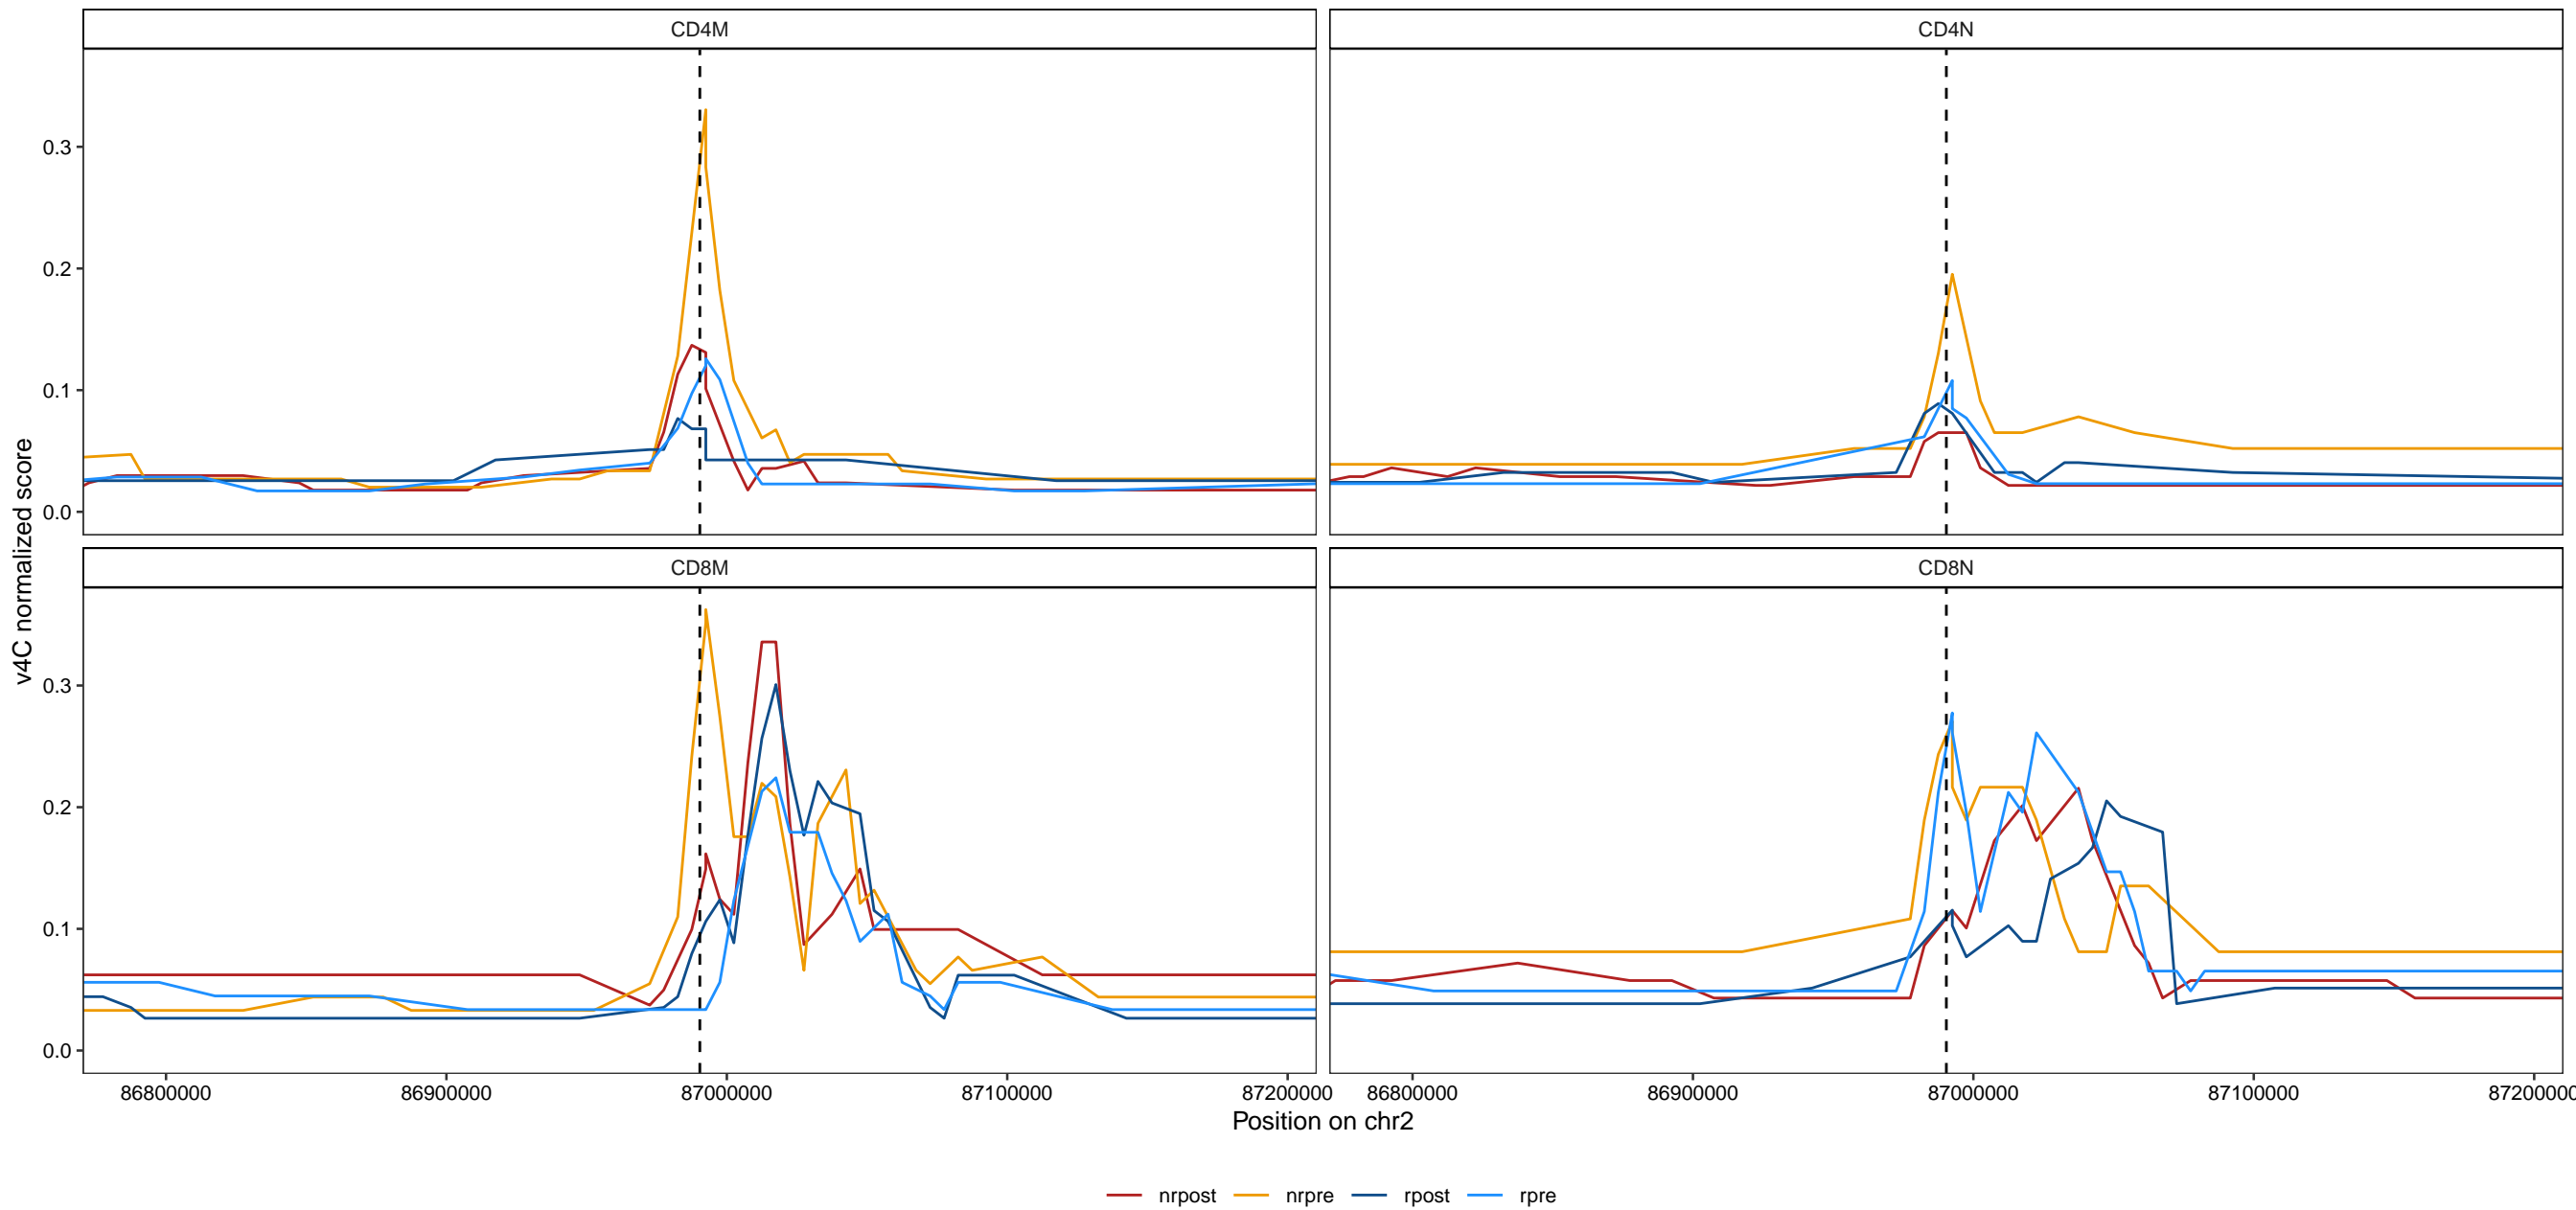 CD4M
CD4N
0.3
0.2
0.1
0.0
CD8M
CD8N
0.3
0.2
0.1
0.0
v4C normalized score
86800000 86900000 87000000 87100000 87200000 86800000 86900000 87000000 87100000 87200000
Position on chr2
nrpost nrpre rpost rpre